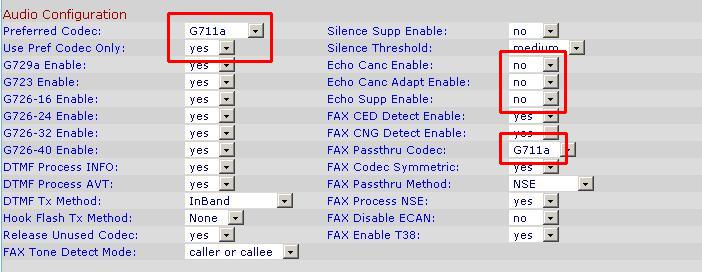 Audio Configuration
Preferred Codec: G711a Silence Supp Enable: no
Use Pref Codec Only: yes Silence Threshold: medium
G729a Enable: yes Echo Canc Enable: no
G723 Enable: yes Echo Canc Adapt Enable: no
G726-16 Enable: yes Echo Supp Enable: no
G726-24 Enable: yes FAX CED Detect Enable: yes
G726-32 Enable: yes FAX CNG Detect Enable: yes
G726-40 Enable: yes FAX Passthru Codec: G711a
DTMF Process INFO: yes FAX Codec Symmetric: yes
DTMF Process AVT: yes FAX Passthru Method: NSE
DTMF Tx Method: InBand FAX Process NSE: yes
Hook Flash Tx Method: None FAX Disable ECAN: no
Release Unused Codec: yes FAX Enable T38: yes
FAX Tone Detect Mode: caller or callee